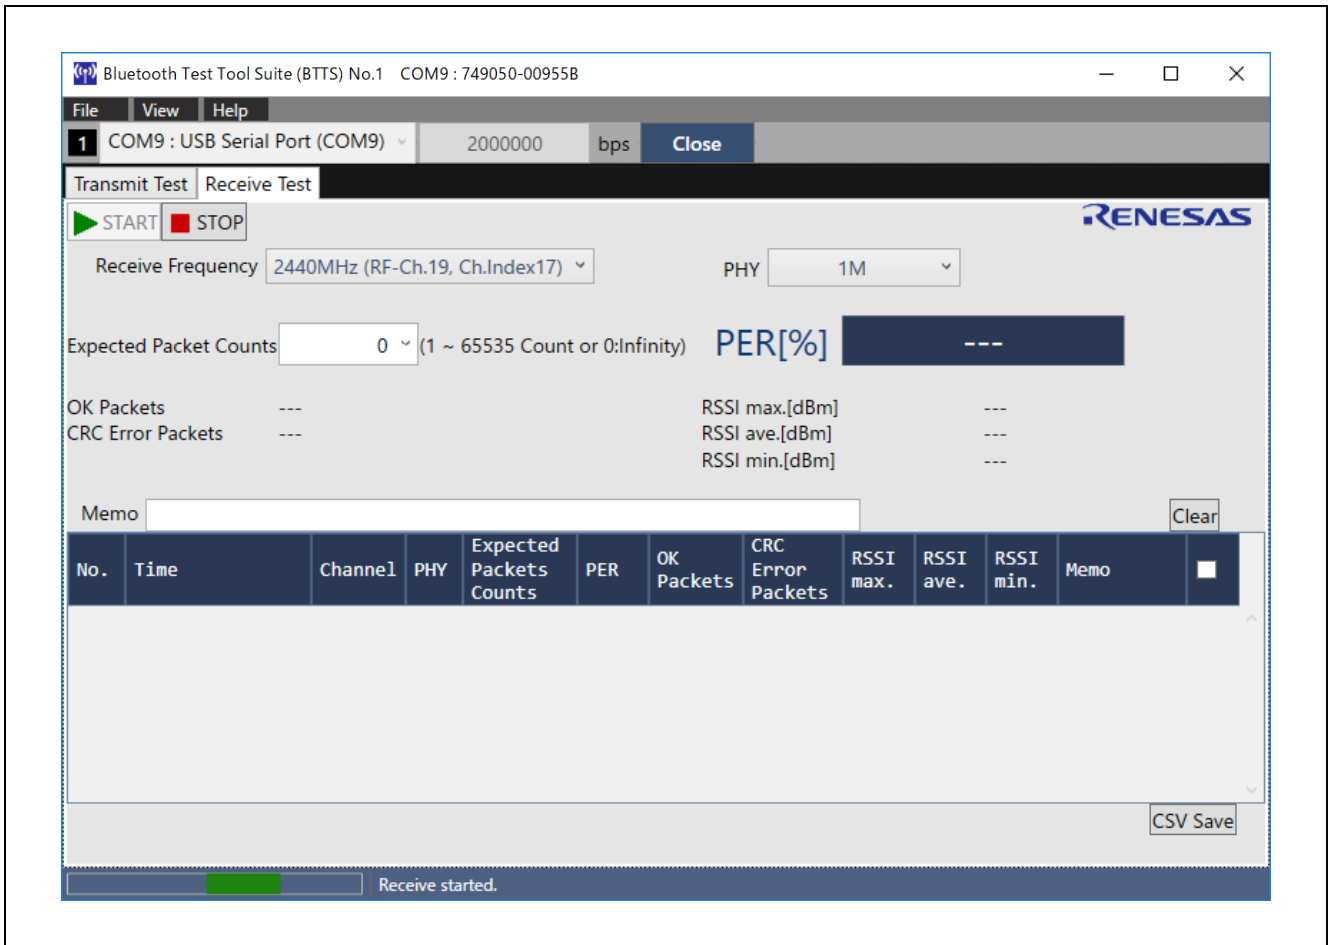 Bluetooth Test Tool Suite (BTTS) No.1 COM9 : 749050-00955B
File View Help
1 COM9 : USB Serial Port (COM9) 2000000 bps Close
Transmit Test Receive Test
START STOP RENESAS
Receive Frequency 2440MHz (RF-Ch.19, Ch.Index17) PHY 1M
Expected Packet Counts 0 (1 ~ 65535 Count or 0:Infinity) PER[%] ---
OK Packets --- RSSI max.[dBm] ---
CRC Error Packets --- RSSI ave.[dBm] ---
RSSI min.[dBm] ---
Memo Clear
No. Time Channel PHY Expected Packets Counts PER OK Packets CRC Error Packets RSSI max. RSSI ave. RSSI min. Memo
CSV Save
Receive started.